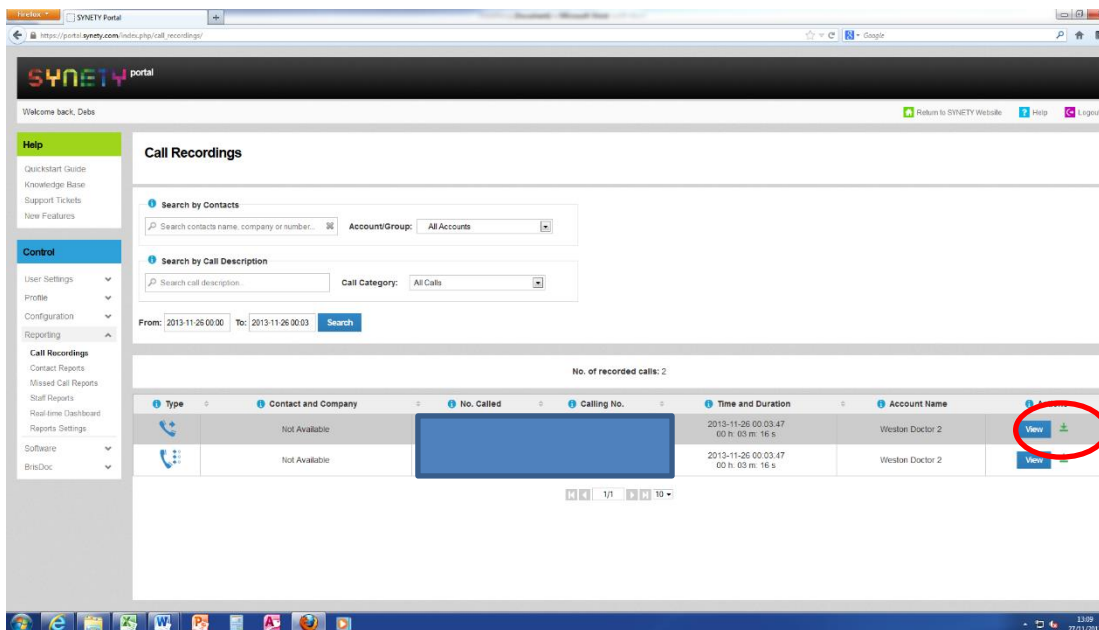 Firefox
SYNETY Portal
+
https://portal.synety.com/index.php/call_recordings/
Google
SYNETY portal
Welcome back, Debs
Return to SYNETY Website
? Help
Logout
Help
Quickstart Guide
Knowledge Base
Support Tickets
New Features
Control
User Settings
Profile
Configuration
Reporting
Call Recordings
Contact Reports
Missed Call Reports
Staff Reports
Real-time Dashboard
Reports Settings
Software
BrisDoc
Call Recordings
Search by Contacts
Search contacts name, company or number... Account/Group: All Accounts
Search by Call Description
Search call description.. Call Category: All Calls
From: 2013-11-26 00:00 To: 2013-11-26 00:03 Search
No. of recorded calls: 2
Type Contact and Company No. Called Calling No. Time and Duration Account Name
Not Available 2013-11-26 00:03:47 Weston Doctor 2 View
00 h: 03 m: 16 s
Not Available 2013-11-26 00:03:47 Weston Doctor 2 View
00 h: 03 m: 16 s
1/1 10
13:09